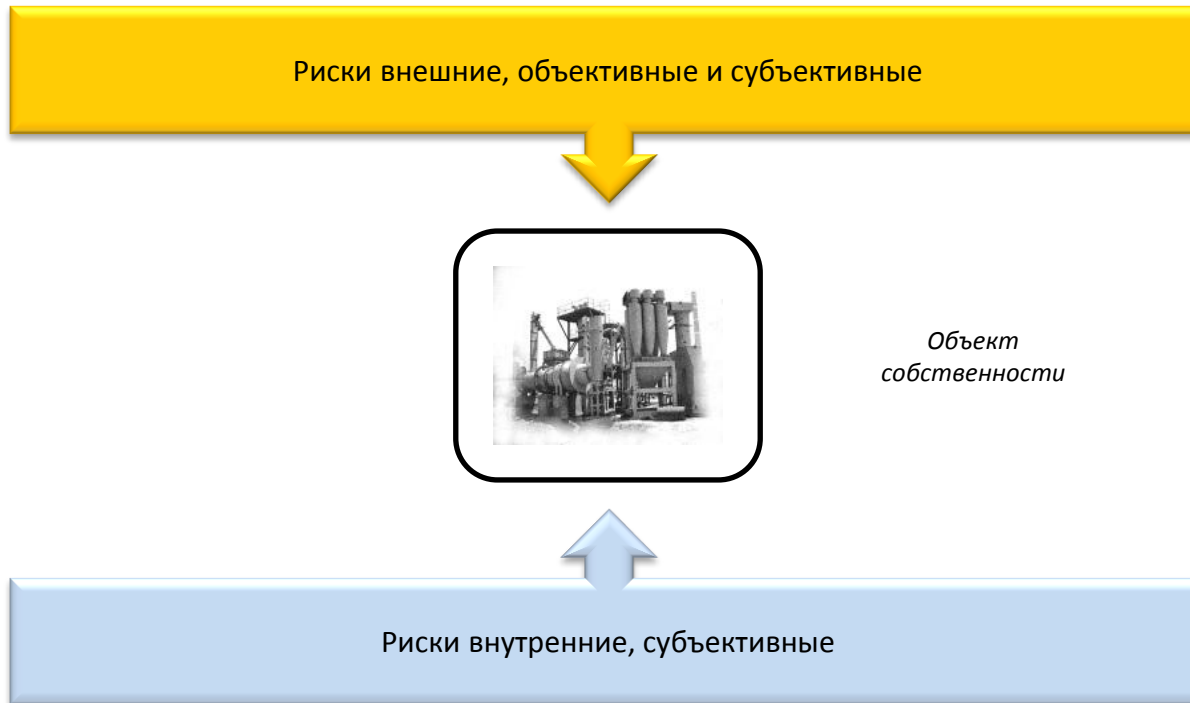 Риски внешние, объективные и субъективные
Объект
собственности
Риски внутренние, субъективные